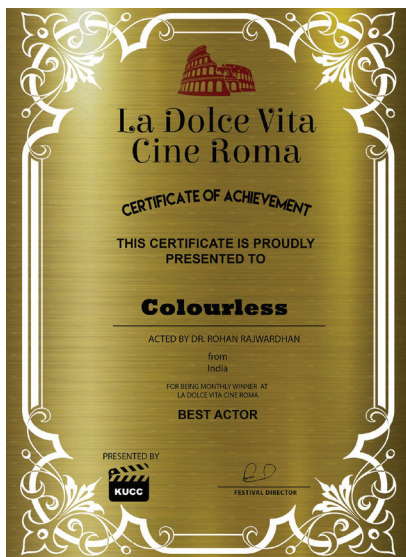 La Dolce Vita
Cine Roma
CERTIFICATE OF ACHIEVEMENT
THIS CERTIFICATE IS PROUDLY
PRESENTED TO
Colourless
ACTED BY DR. ROHAN RAJWARDHAN
from
India
FOR BEING MONTHLY WINNER AT
LA DOLCE VITA CINE ROMA
BEST ACTOR
PRESENTED BY
KUCC
FESTIVAL DIRECTOR